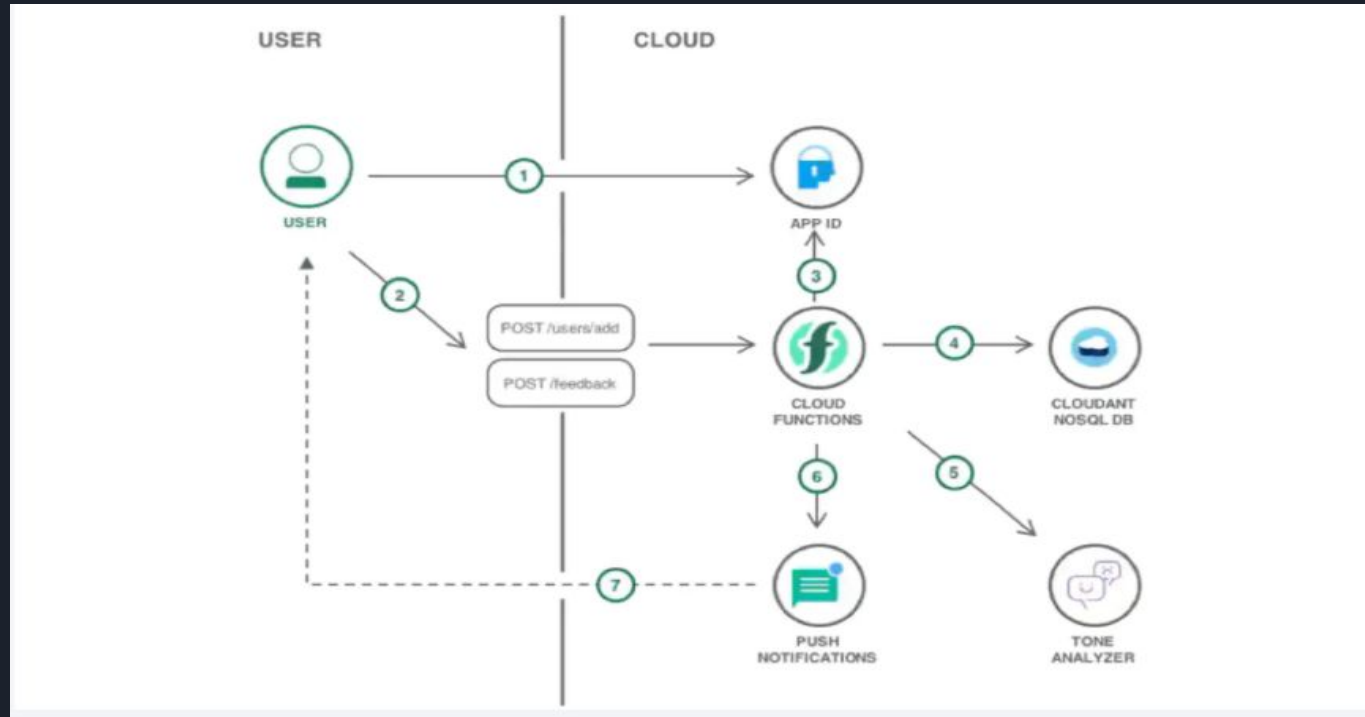 USER
CLOUD
USER
1
APP ID
2
3
POST /users/add
POST /feedback
4
CLOUD
FUNCTIONS
CLOUDANT
NOSQL DB
6
5
7
PUSH
NOTIFICATIONS
TONE
ANALYZER